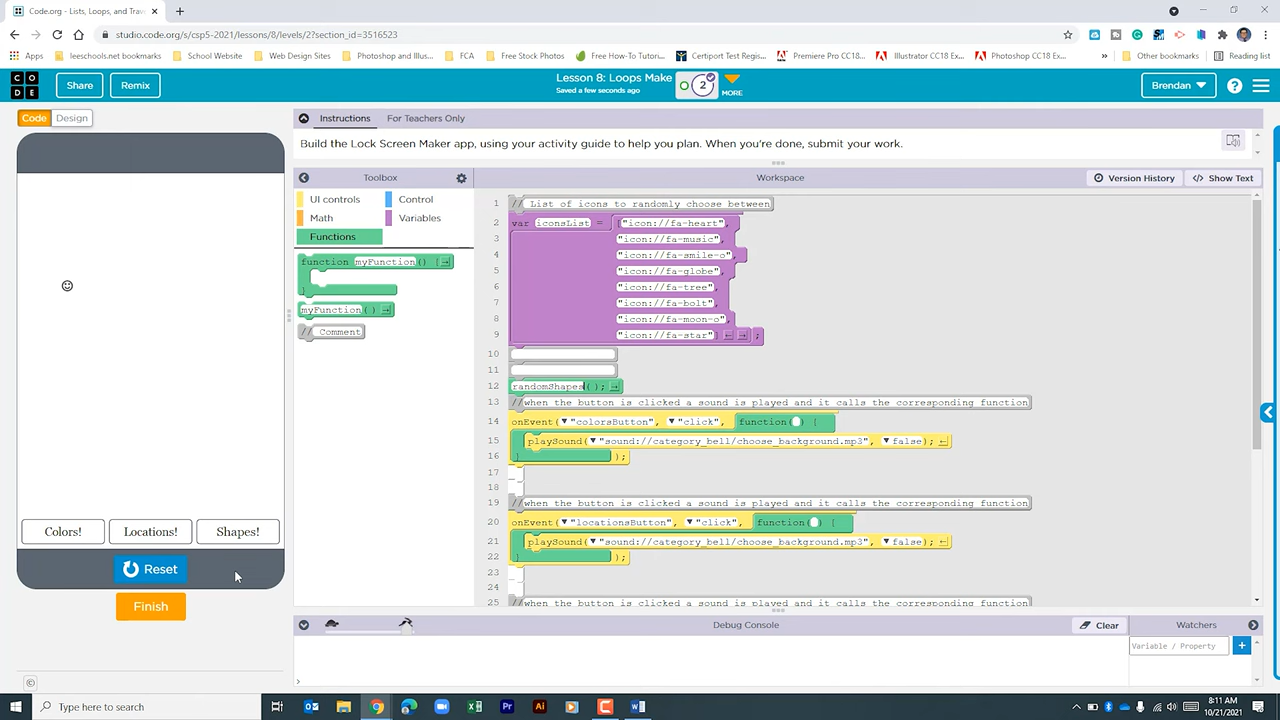 Code.org - Lists, Loops, and Trav
studio.code.org/s/csp5-2021/lessons/8/levels/2?section_id=3516523
Apps leeschools.net bookmarks School Website Web Design Sites Photoshop and Illus... FCA Free Stock Photos Free How-To Tutori... Certiport Test Regis... Premiere Pro CC18... Illustrator CC18 Ex... Photoshop CC18 Exa... Other bookmarks Reading list
CO
DE
Share Remix Lesson 8: Loops Make 2 MORE Brendan
Saved a few seconds ago
Code Design Instructions For Teachers Only
Build the Lock Screen Maker app, using your activity guide to help you plan. When you're done, submit your work.
Toolbox Workspace Version History </> Show Text
UI controls Control
Math Variables
Functions
function myFunction() {
}
myFunction()
// Comment
1 // List of icons to randomly choose between
2 var iconsList = ["icon://fa-heart",
3 "icon://fa-music",
4 "icon://fa-smile-o",
5 "icon://fa-globe",
6 "icon://fa-tree",
7 "icon://fa-bolt",
8 "icon://fa-moon-o",
9 "icon://fa-star"];
10
11
12 randomShapes();
13 //when the button is clicked a sound is played and it calls the corresponding function
14 onEvent("colorsButton", "click", function() {
15 playSound("sound://category_bell/choose_background.mp3", false);
16 });
17
18
19 //when the button is clicked a sound is played and it calls the corresponding function
20 onEvent("locationsButton", "click", function() {
21 playSound("sound://category_bell/choose_background.mp3", false);
22 });
23
24
25 //when the button is clicked a sound is played and it calls the corresponding function
Colors! Locations! Shapes!
Reset
Finish
Debug Console Clear Watchers
Variable / Property
Type here to search
8:11 AM
10/21/2021